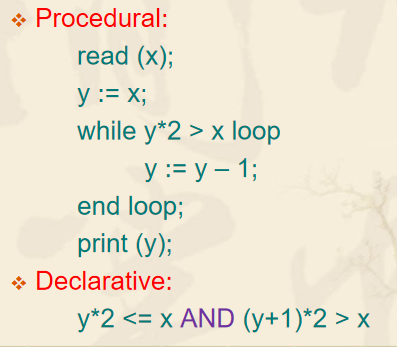 ❖ Procedural:
read (x);
y := x;
while y*2 > x loop
y := y – 1;
end loop;
print (y);
❖ Declarative:
y*2 <= x AND (y+1)*2 > x